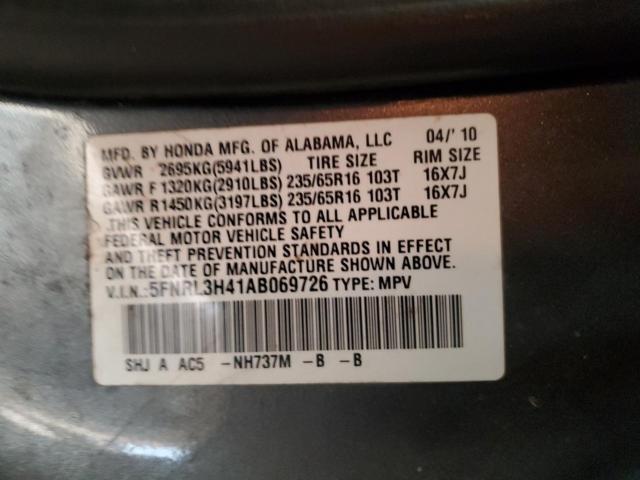 MFD. BY HONDA MFG. OF ALABAMA, LLC 04/'10
GVWR 2695KG(5941LBS) TIRE SIZE RIM SIZE
GAWR F 1320KG(2910LBS) 235/65R16 103T 16X7J
GAWR R1450KG(3197LBS) 235/65R16 103T 16X7J
THIS VEHICLE CONFORMS TO ALL APPLICABLE
FEDERAL MOTOR VEHICLE SAFETY
AND THEFT PREVENTION STANDARDS IN EFFECT
ON THE DATE OF MANUFACTURE SHOWN ABOVE.
V.I.N.:5FNRL3H41AB069726 TYPE: MPV
SHJ A AC5 -NH737M -B -B